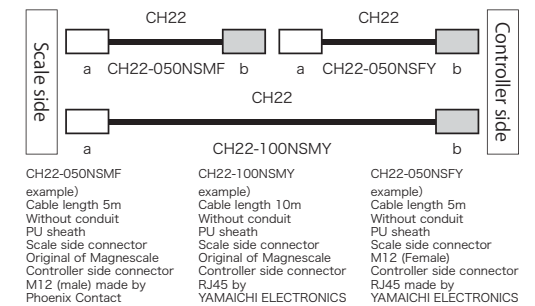 CH22
CH22
Scale side
Controller side
a
CH22-050NSMF
b
a
CH22-050NSFY
b
CH22
a
CH22-100NSMY
b
CH22-050NSMF
example)
Cable length 5m
Without conduit
PU sheath
Scale side connector
Original of Magnescale
Controller side connector
M12 (male) made by
Phoenix Contact
CH22-100NSMY
example)
Cable length 10m
Without conduit
PU sheath
Scale side connector
Original of Magnescale
Controller side connector
RJ45 by
YAMAICHI ELECTRONICS
CH22-050NSFY
example)
Cable length 5m
Without conduit
PU sheath
Scale side connector
M12 (Female)
Controller side connector
RJ45 made by
YAMAICHI ELECTRONICS